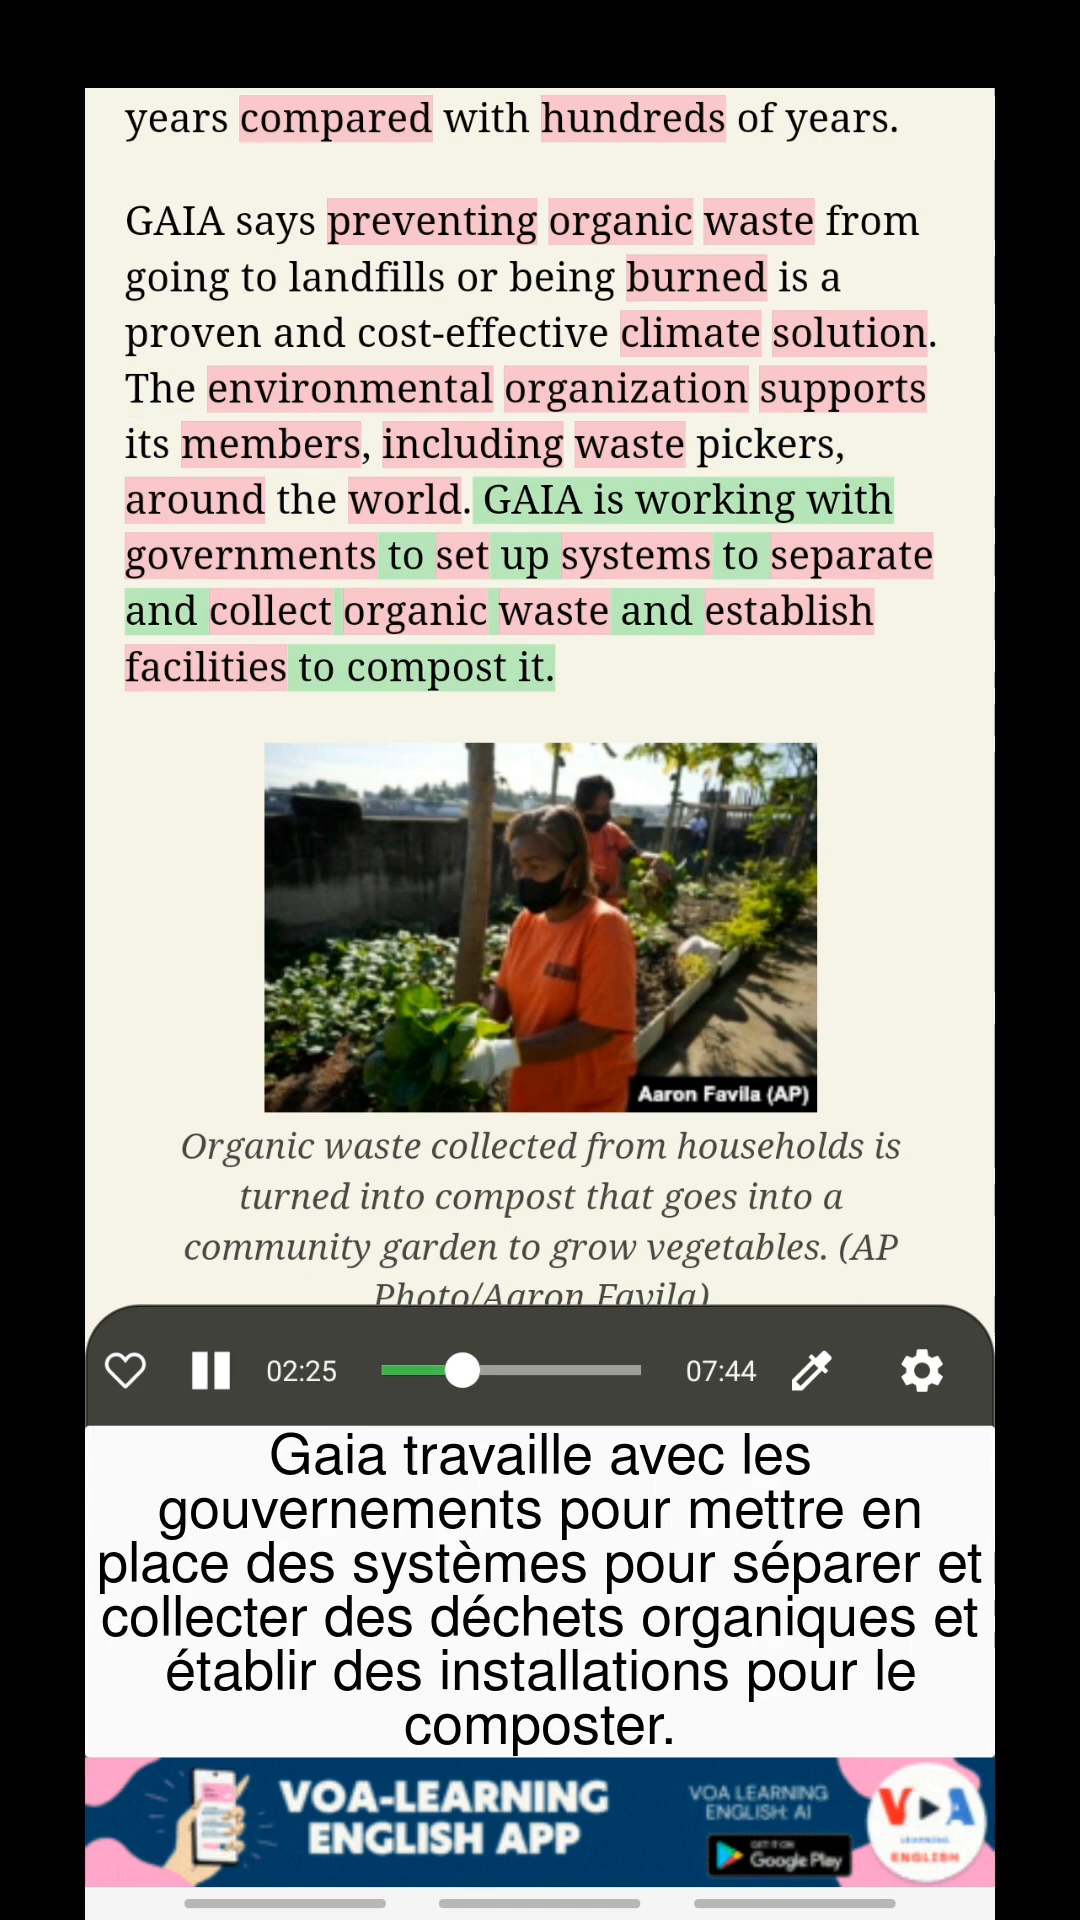 years compared with hundreds of years.
GAIA says preventing organic waste from
going to landfills or being burned is a
proven and cost-effective climate solution.
The environmental organization supports
its members, including waste pickers,
around the world. GAIA is working with
governments to set up systems to separate
and collect organic waste and establish
facilities to compost it.
Aaron Favila (AP)
Organic waste collected from households is
turned into compost that goes into a
community garden to grow vegetables. (AP
Photo/Aaron Favila)
02:25
07:44
Gaia travaille avec les
gouvernements pour mettre en
place des systèmes pour séparer et
collecter des déchets organiques et
établir des installations pour le
composter.
VOA-LEARNING
ENGLISH APP
VOA LEARNING
ENGLISH: AI
GET IT ON
Google Play
VOA
LEARNING
ENGLISH